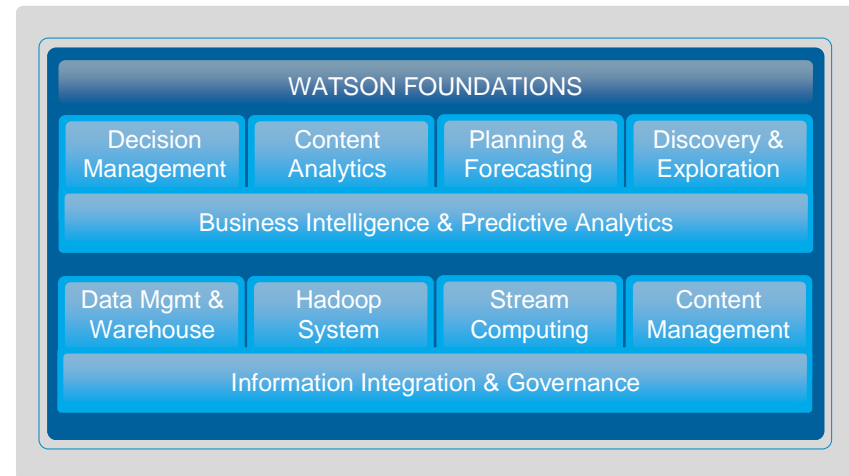 WATSON FOUNDATIONS
Decision
Management
Content
Analytics
Planning &
Forecasting
Discovery &
Exploration
Business Intelligence & Predictive Analytics
Data Mgmt &
Warehouse
Hadoop
System
Stream
Computing
Content
Management
Information Integration & Governance